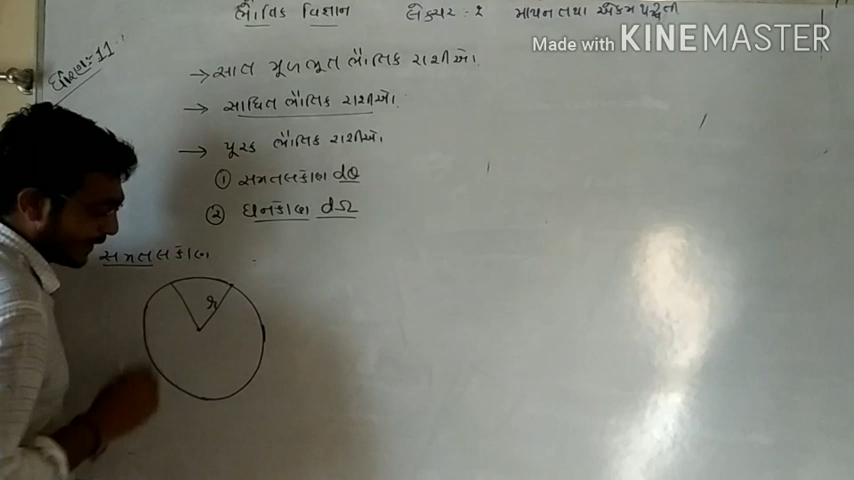 ભૌતિક વિજ્ઞાન લેક્ચર : ૨ માપન તથા એકમ પદ્ધતી
Made with KINEMASTER
ધોરણ:- 11
→ સાત મૂળભૂત ભૌતિક રાશીઓ.
→ સાધિત ભૌતિક રાશીઓ.
→ પૂરક ભૌતિક રાશીઓ.
① સમતલકોણ dθ
② ઘનકોણ dΩ
સમતલકોણ
r